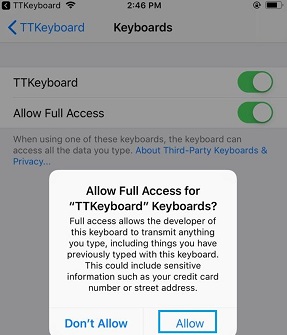 TTKeyboard 2:46 PM
TTKeyboard Keyboards
TTKeyboard
Allow Full Access
When using one of these keyboards, the keyboard can
access all the data you type. About Third-Party Keyboards &
Privacy...
Allow Full Access for
“TTKeyboard” Keyboards?
Full access allows the developer of
this keyboard to transmit anything
you type, including things you have
previously typed with this keyboard.
This could include sensitive
information such as your credit card
number or street address.
Don’t Allow Allow